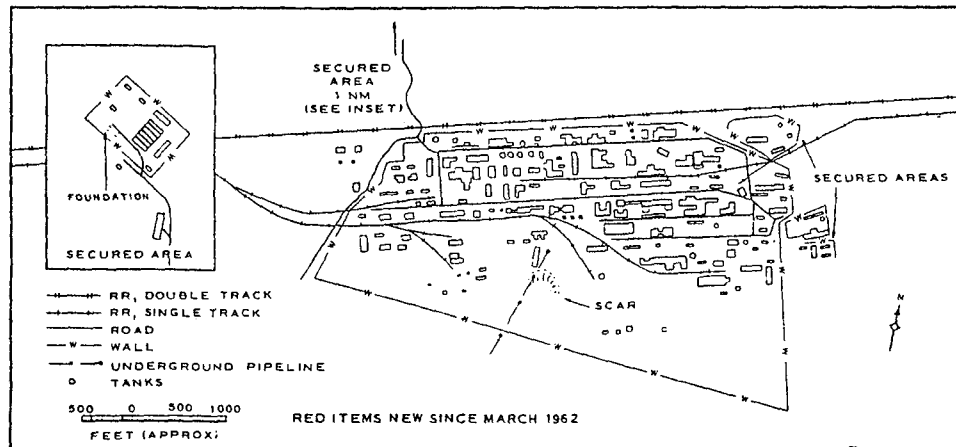 SECURED
AREA
1 NM
(SEE INSET)
FOUNDATION
SECURED AREA
SECURED AREAS
SCAR
N
RR, DOUBLE TRACK
RR, SINGLE TRACK
ROAD
W WALL
UNDERGROUND PIPELINE
TANKS
500 0 500 1000
FEET (APPROX)
RED ITEMS NEW SINCE MARCH 1962